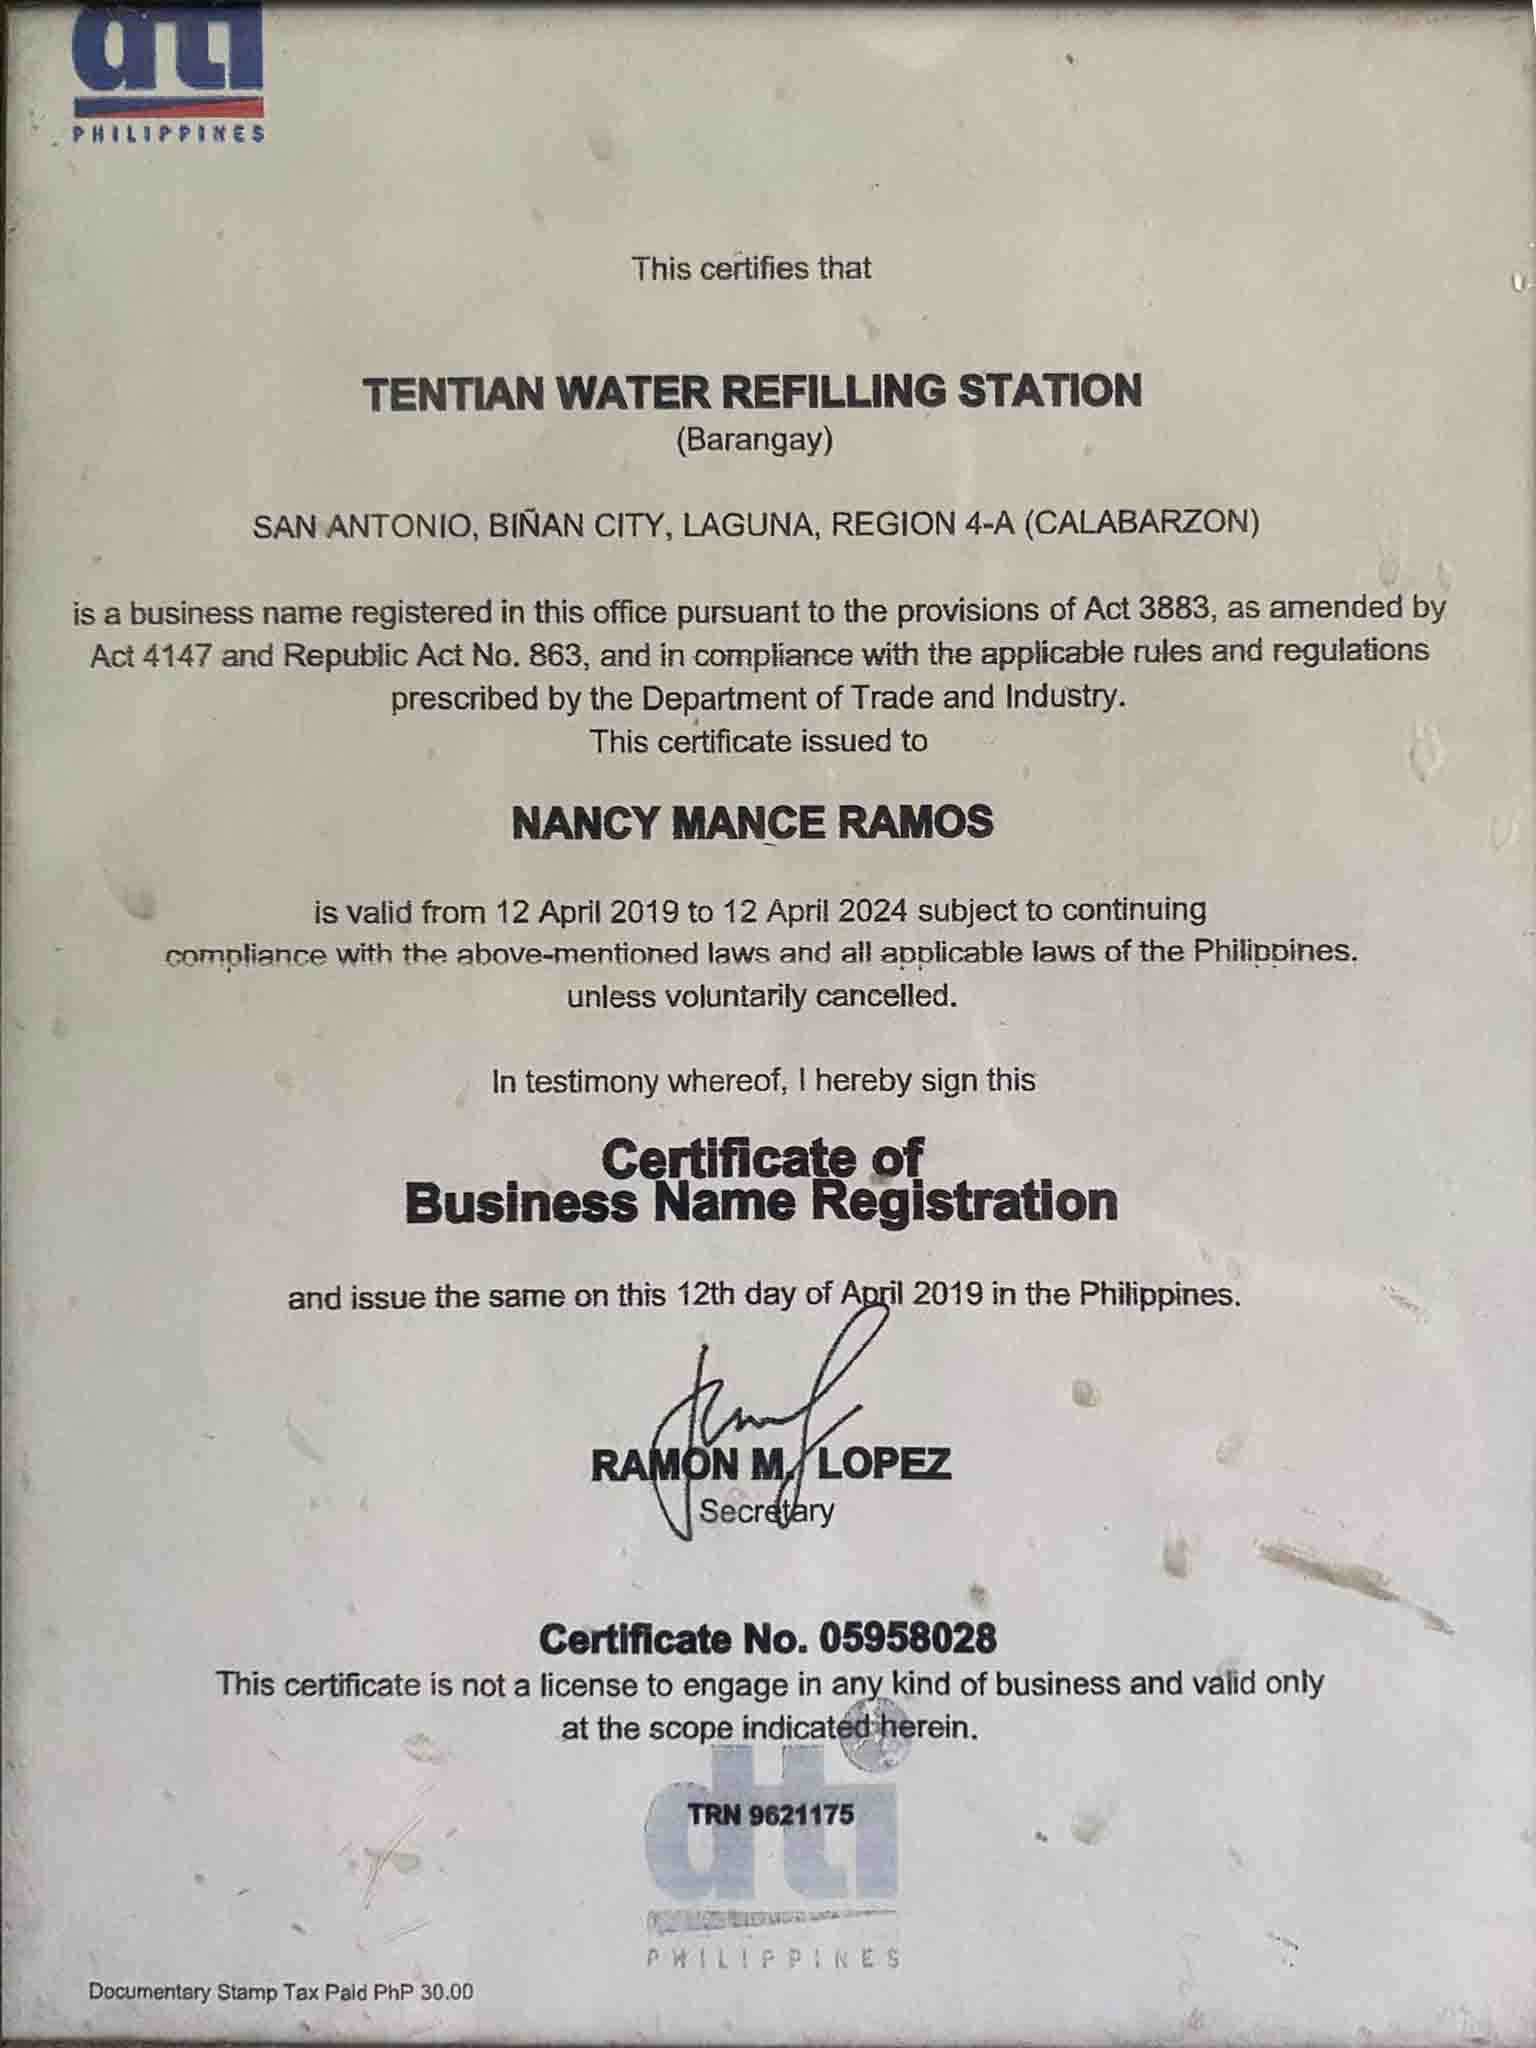 dti
PHILIPPINES
This certifies that
TENTIAN WATER REFILLING STATION
(Barangay)
SAN ANTONIO, BIÑAN CITY, LAGUNA, REGION 4-A (CALABARZON)
is a business name registered in this office pursuant to the provisions of Act 3883, as amended by
Act 4147 and Republic Act No. 863, and in compliance with the applicable rules and regulations
prescribed by the Department of Trade and Industry.
This certificate issued to
NANCY MANCE RAMOS
is valid from 12 April 2019 to 12 April 2024 subject to continuing
compliance with the above-mentioned laws and all applicable laws of the Philippines.
unless voluntarily cancelled.
In testimony whereof, I hereby sign this
Certificate of
Business Name Registration
and issue the same on this 12th day of April 2019 in the Philippines.
RAMON M. LOPEZ
Secretary
Certificate No. 05958028
This certificate is not a license to engage in any kind of business and valid only
at the scope indicated herein.
dti
TRN 9621175
PHILIPPINES
Documentary Stamp Tax Paid PhP 30.00